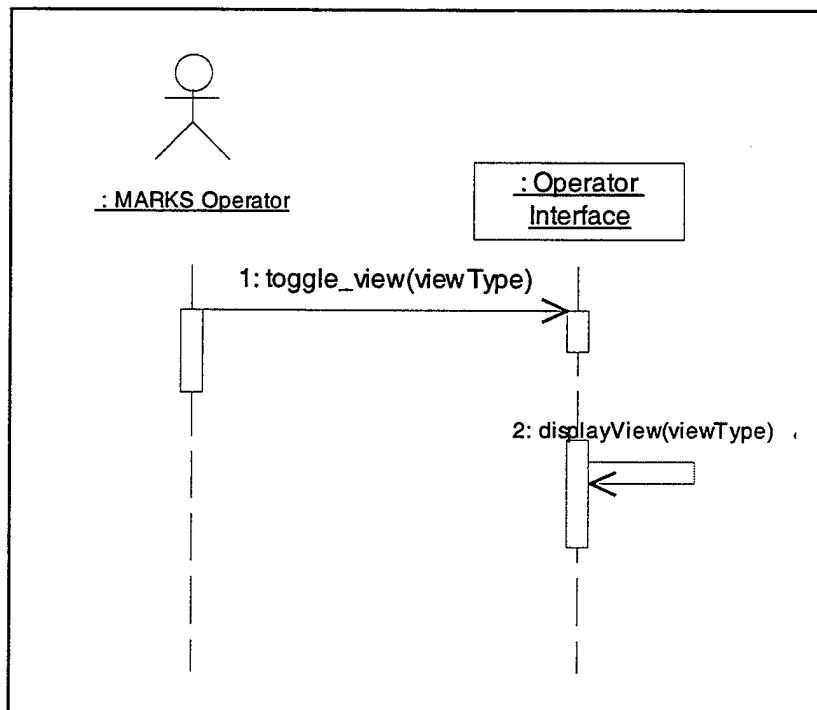 : MARKS Operator
: Operator
Interface
1: toggle_view(viewType)
2: displayView(viewType)